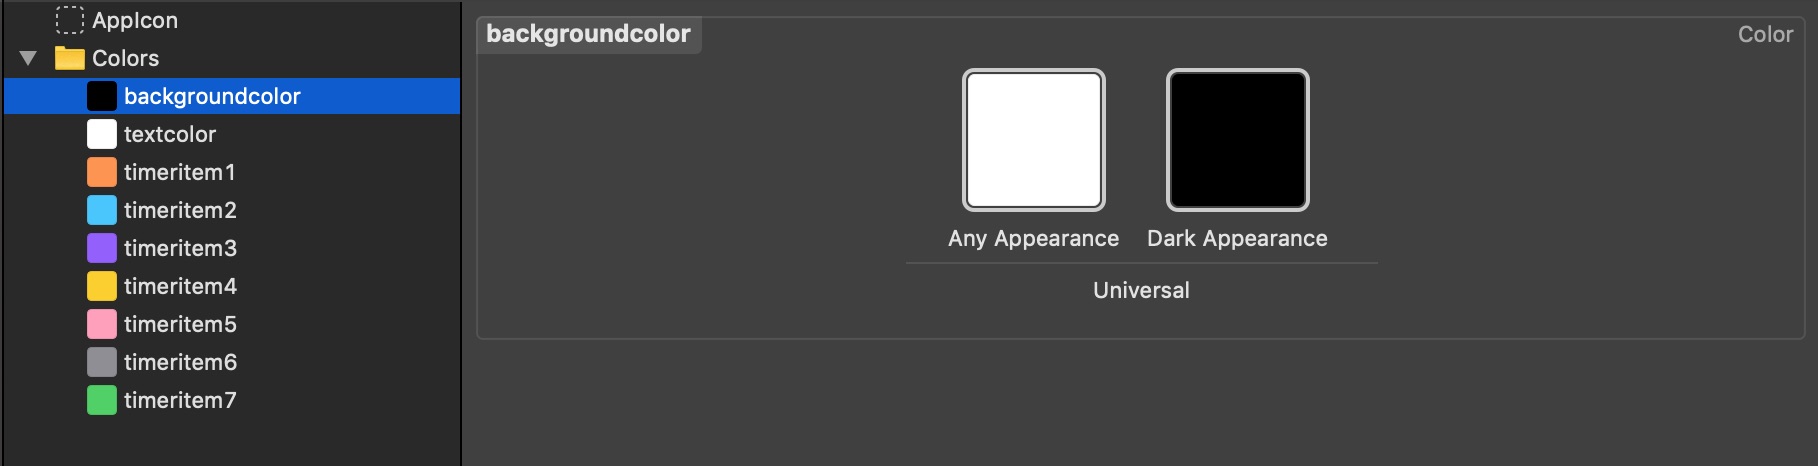 AppIcon
Colors
backgroundcolor
textcolor
timeritem1
timeritem2
timeritem3
timeritem4
timeritem5
timeritem6
timeritem7
backgroundcolor
Color
Any Appearance
Dark Appearance
Universal